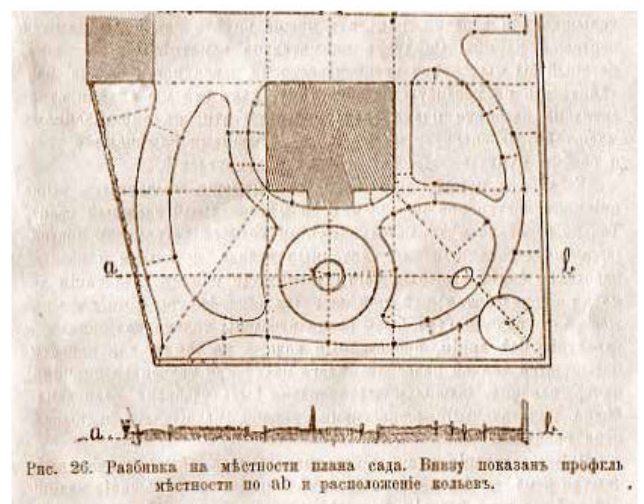 a b
a b
Рис. 26. Разбивка на мѣстности плана сада. Внизу показанъ профиль
мѣстности по ab и расположеніе кольевъ.